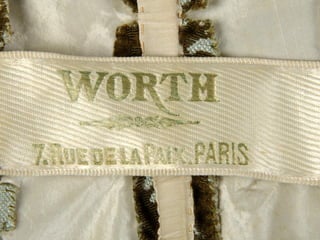 WORTH
7. RUE DE LA PAIX. PARIS